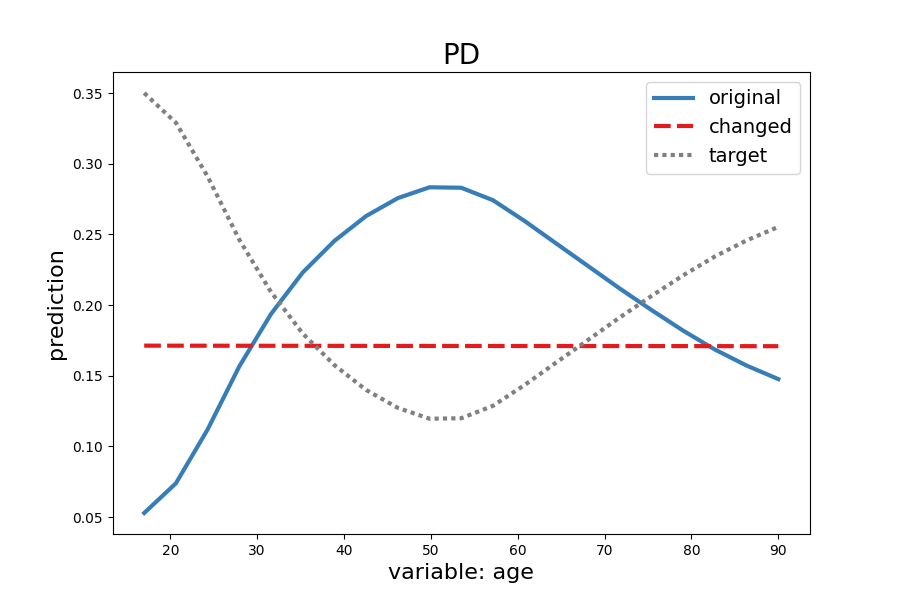 PD
original
changed
target
0.35
0.30
0.25
0.20
0.15
0.10
0.05
prediction
20 30 40 50 60 70 80 90
variable: age